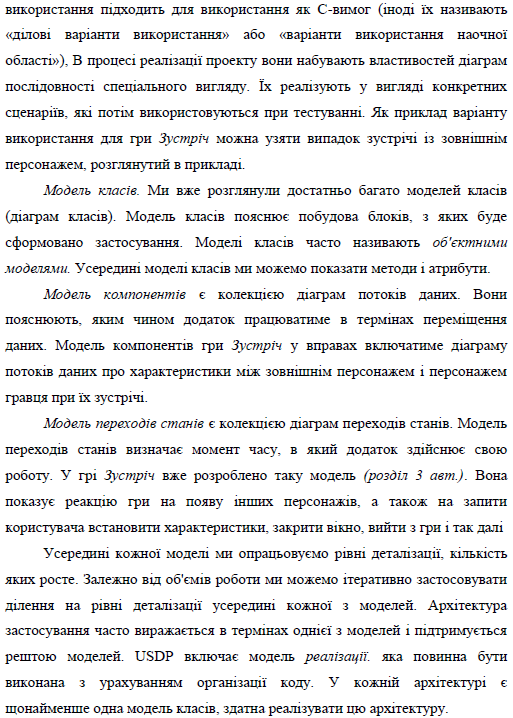 використання підходить для використання як С-вимог (іноді їх називають
«ділові варіанти використання» або «варіанти використання наочної
області»), В процесі реалізації проекту вони набувають властивостей діаграм
послідовності спеціального вигляду. Їх реалізують у вигляді конкретних
сценаріїв, які потім використовуються при тестуванні. Як приклад варіанту
використання для гри Зустріч можна узяти випадок зустрічі із зовнішнім
персонажем, розглянутий в прикладі.
Модель класів. Ми вже розглянули достатньо багато моделей класів
(діаграм класів). Модель класів пояснює побудова блоків, з яких буде
сформовано застосування. Моделі класів часто називають об'єктними
моделями. Усередині моделі класів ми можемо показати методи і атрибути.
Модель компонентів є колекцією діаграм потоків даних. Вони
пояснюють, яким чином додаток працюватиме в термінах переміщення
даних. Модель компонентів гри Зустріч у вправах включатиме діаграму
потоків даних про характеристики між зовнішнім персонажем і персонажем
гравця при їх зустрічі.
Модель переходів станів є колекцією діаграм переходів станів. Модель
переходів станів визначає момент часу, в який додаток здійснює свою
роботу. У грі Зустріч вже розроблено таку модель (розділ 3 авт.). Вона
показує реакцію гри на появу інших персонажів, а також на запити
користувача встановити характеристики, закрити вікно, вийти з гри і так далі
Усередині кожної моделі ми опрацьовуємо рівні деталізації, кількість
яких росте. Залежно від об'ємів роботи ми можемо ітеративно застосовувати
ділення на рівні деталізації усередині кожної з моделей. Архітектура
застосування часто виражається в термінах однієї з моделей і підтримується
рештою моделей. USDP включає модель реалізації. яка повинна бути
виконана з урахуванням організації коду. У кожній архітектурі є
щонайменше одна модель класів, здатна реалізувати цю архітектуру.